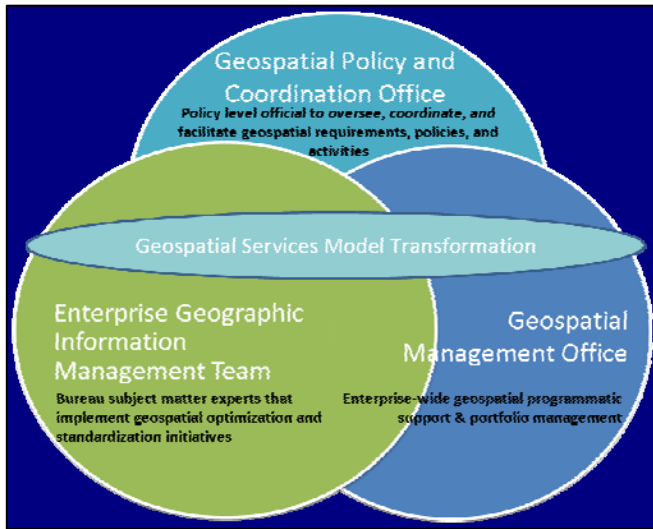 Geospatial Policy and
Coordination Office
Policy level official to oversee, coordinate, and
facilitate geospatial requirements, policies, and
activities
Geospatial Services Model Transformation
Enterprise Geographic
Information
Management Team
Bureau subject matter experts that
implement geospatial optimization and
standardization initiatives
Geospatial
Management Office
Enterprise-wide geospatial programmatic
support & portfolio management